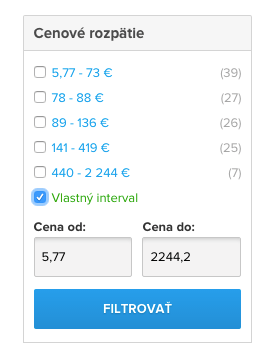 Cenové rozpätie
5,77 - 73 € (39)
78 - 88 € (27)
89 - 136 € (26)
141 - 419 € (25)
440 - 2 244 € (7)
Vlastný interval
Cena od: Cena do:
5,77 2244,2
FILTROVAŤ